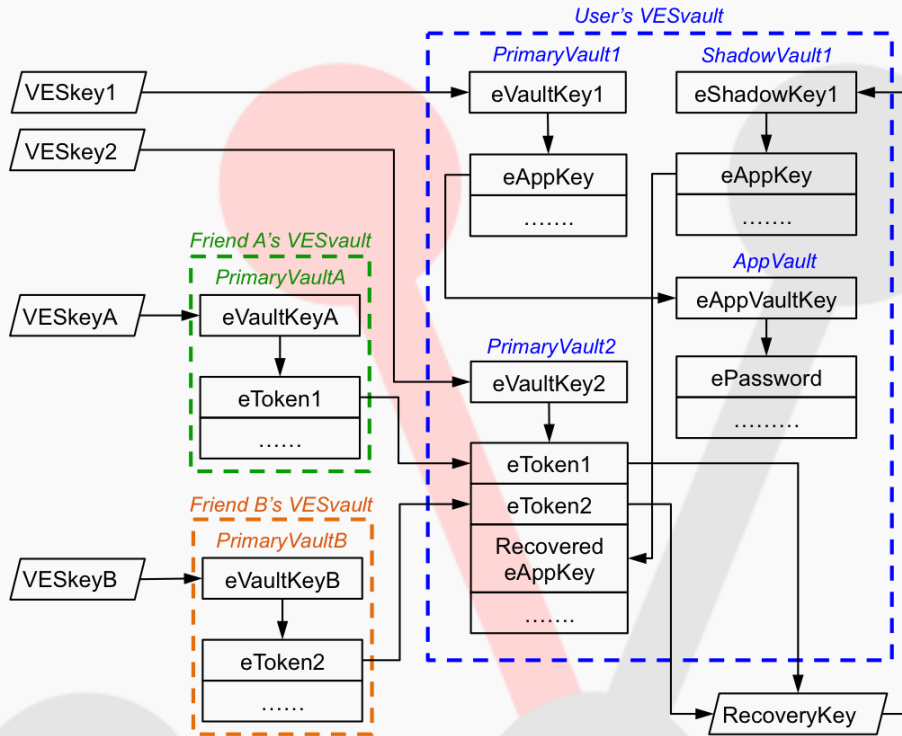 User's VESvault
PrimaryVault1
ShadowVault1
VESkey1
eVaultKey1
eShadowKey1
VESkey2
eAppKey
.......
eAppKey
.......
Friend A's VESvault
PrimaryVaultA
AppVault
VESkeyA
eVaultKeyA
eAppVaultKey
PrimaryVault2
eVaultKey2
ePassword
.........
eToken1
......
eToken1
eToken2
Recovered
eAppKey
.......
Friend B's VESvault
PrimaryVaultB
VESkeyB
eVaultKeyB
eToken2
......
RecoveryKey